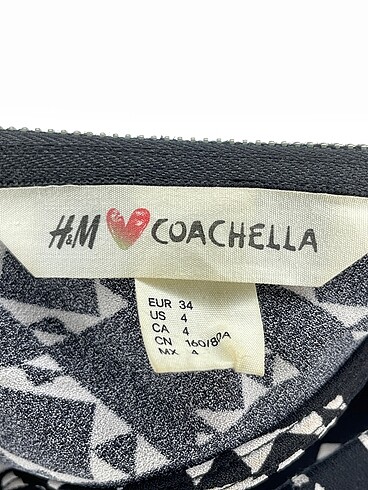 H&M COACHELLA
EUR 34
US 4
CA 4
CN 160/80A
MX 4